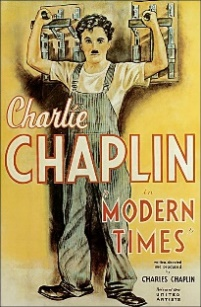 Charlie
CHAPLIN
in
"MODERN
TIMES"
CHARLES CHAPLIN
UNITED
ARTISTS